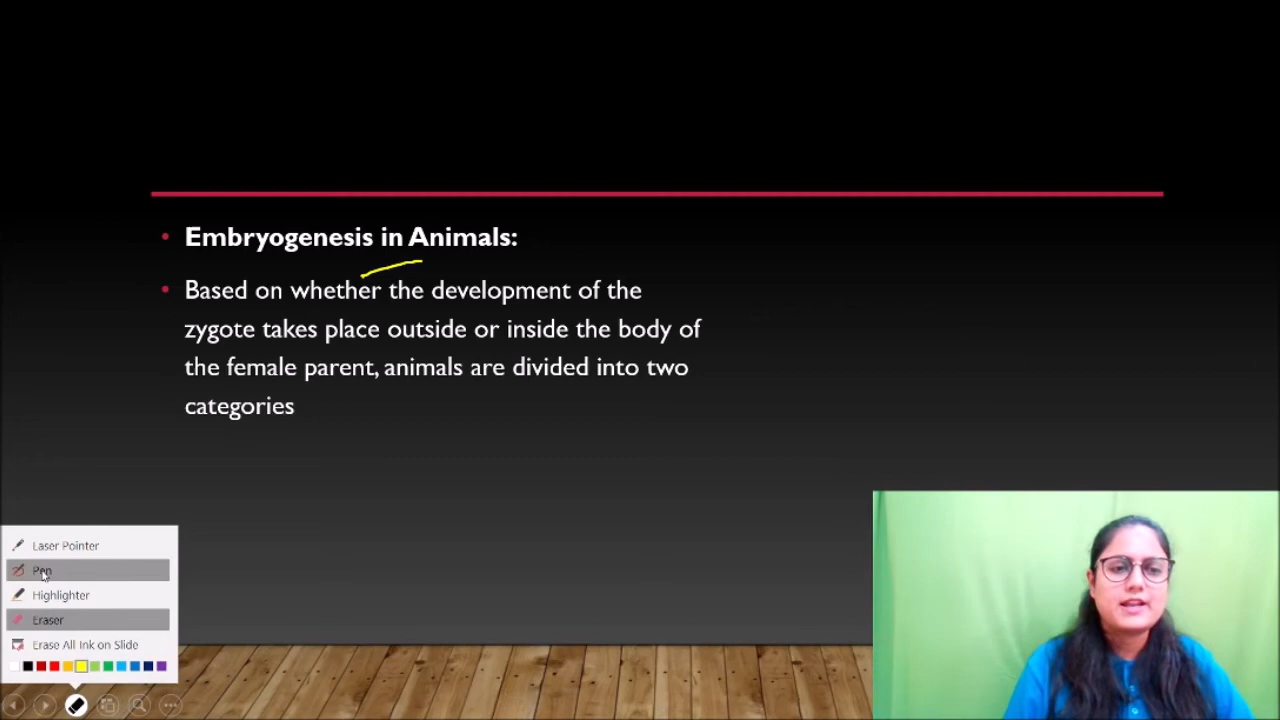 Embryogenesis in Animals:
Based on whether the development of the
zygote takes place outside or inside the body of
the female parent, animals are divided into two
categories
Laser Pointer
Pen
Highlighter
Eraser
Erase All Ink on Slide